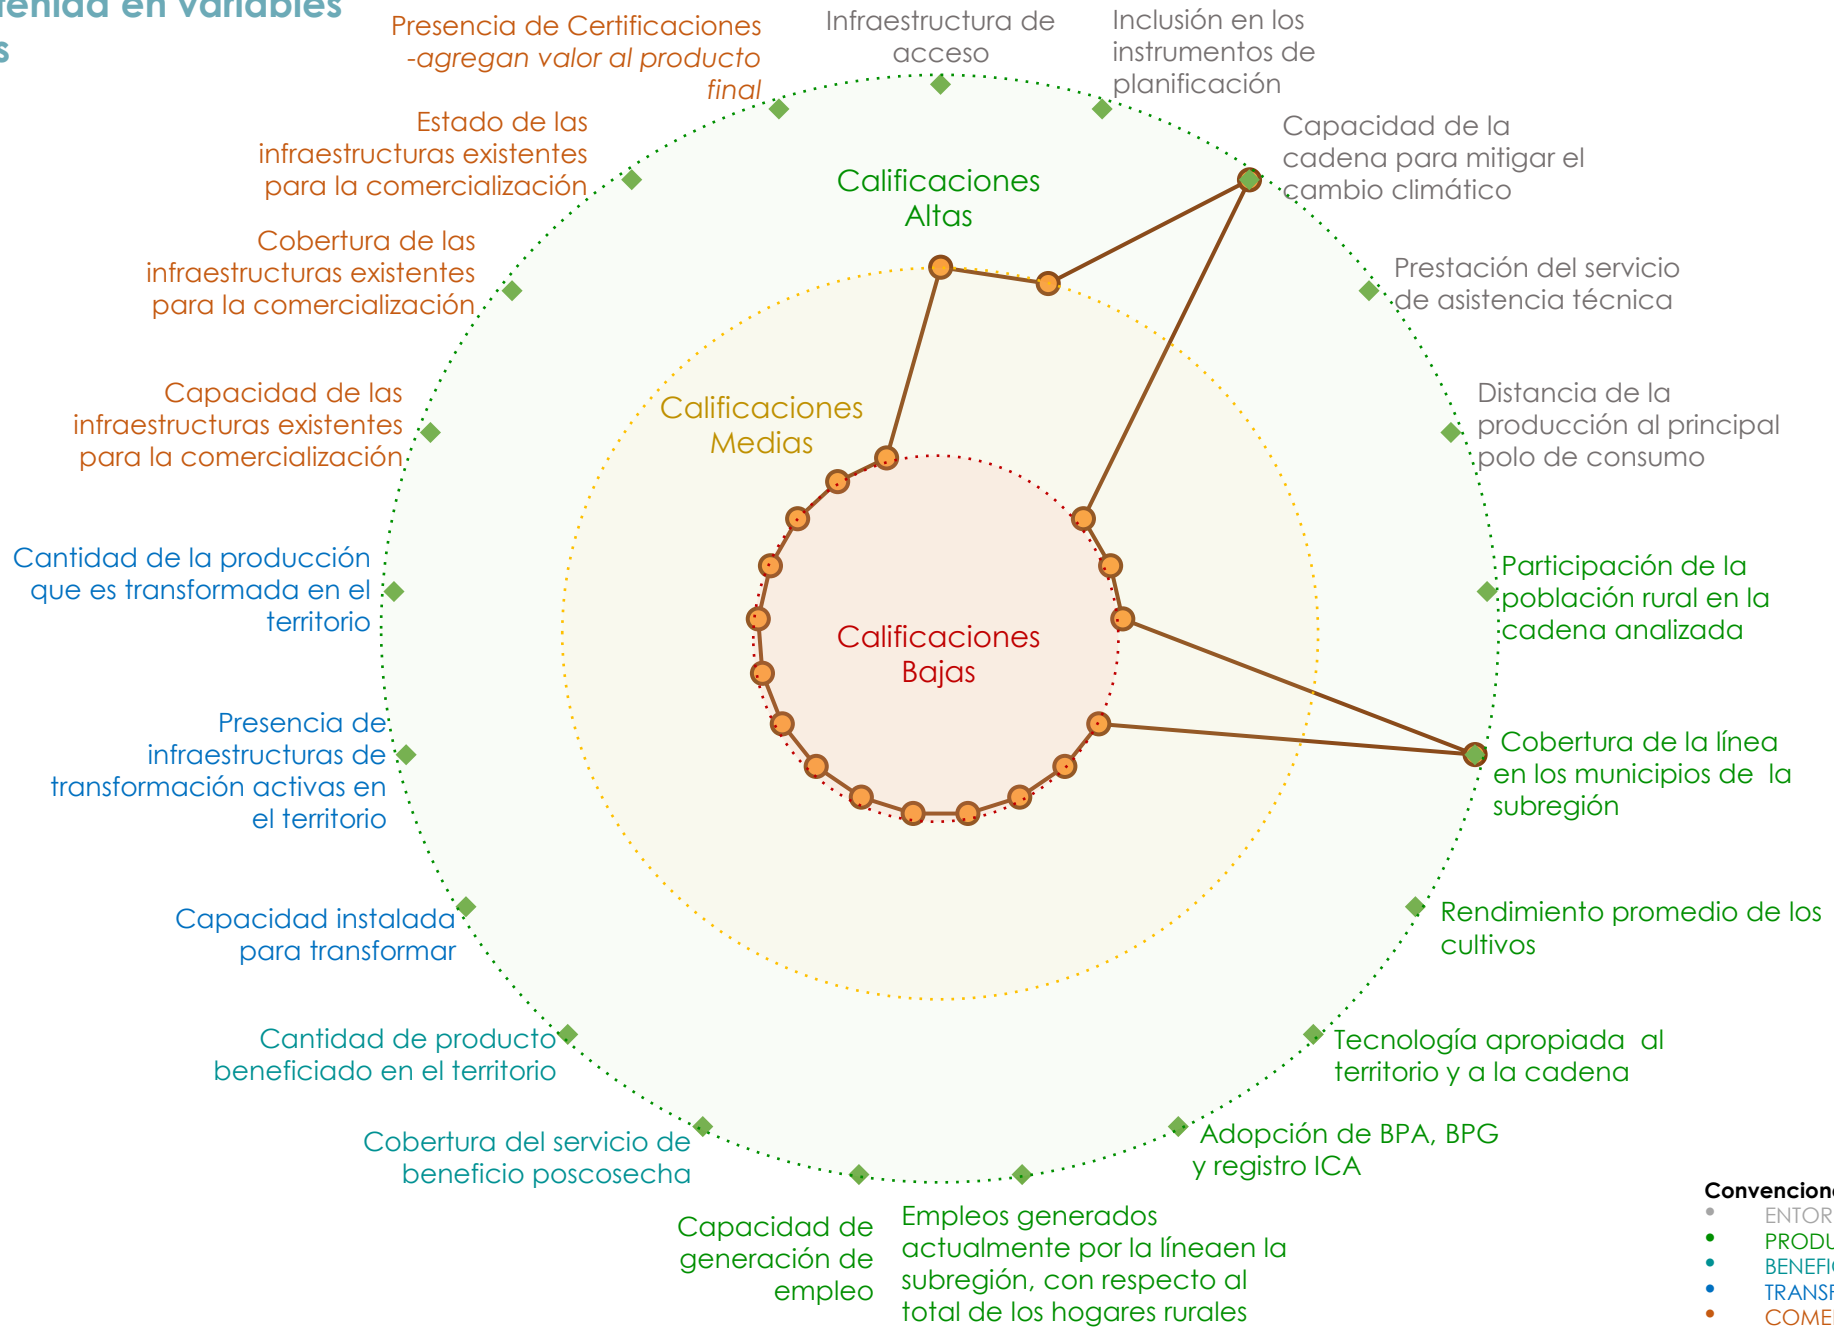 variables
Presencia de Certificaciones
-agregan valor al producto
final
Infraestructura de
acceso
Inclusión en los
instrumentos de
planificación
Estado de las
infraestructuras existentes
para la comercialización
Capacidad de la
cadena para mitigar el
cambio climático
Calificaciones
Altas
Cobertura de las
infraestructuras existentes
para la comercialización
Prestación del servicio
de asistencia técnica
Capacidad de las
infraestructuras existentes
para la comercialización
Calificaciones
Medias
Distancia de la
producción al principal
polo de consumo
Cantidad de la producción
que es transformada en el
territorio
Participación de la
población rural en la
cadena analizada
Calificaciones
Bajas
Presencia de
infraestructuras de
transformación activas en
el territorio
Cobertura de la línea
en los municipios de la
subregión
Capacidad instalada
para transformar
Rendimiento promedio de los
cultivos
Cantidad de producto
beneficiado en el territorio
Tecnología apropiada al
territorio y a la cadena
Cobertura del servicio de
beneficio poscosecha
Adopción de BPA, BPG
y registro ICA
Capacidad de
generación de
empleo
Empleos generados
actualmente por la líneaen la
subregión, con respecto al
total de los hogares rurales